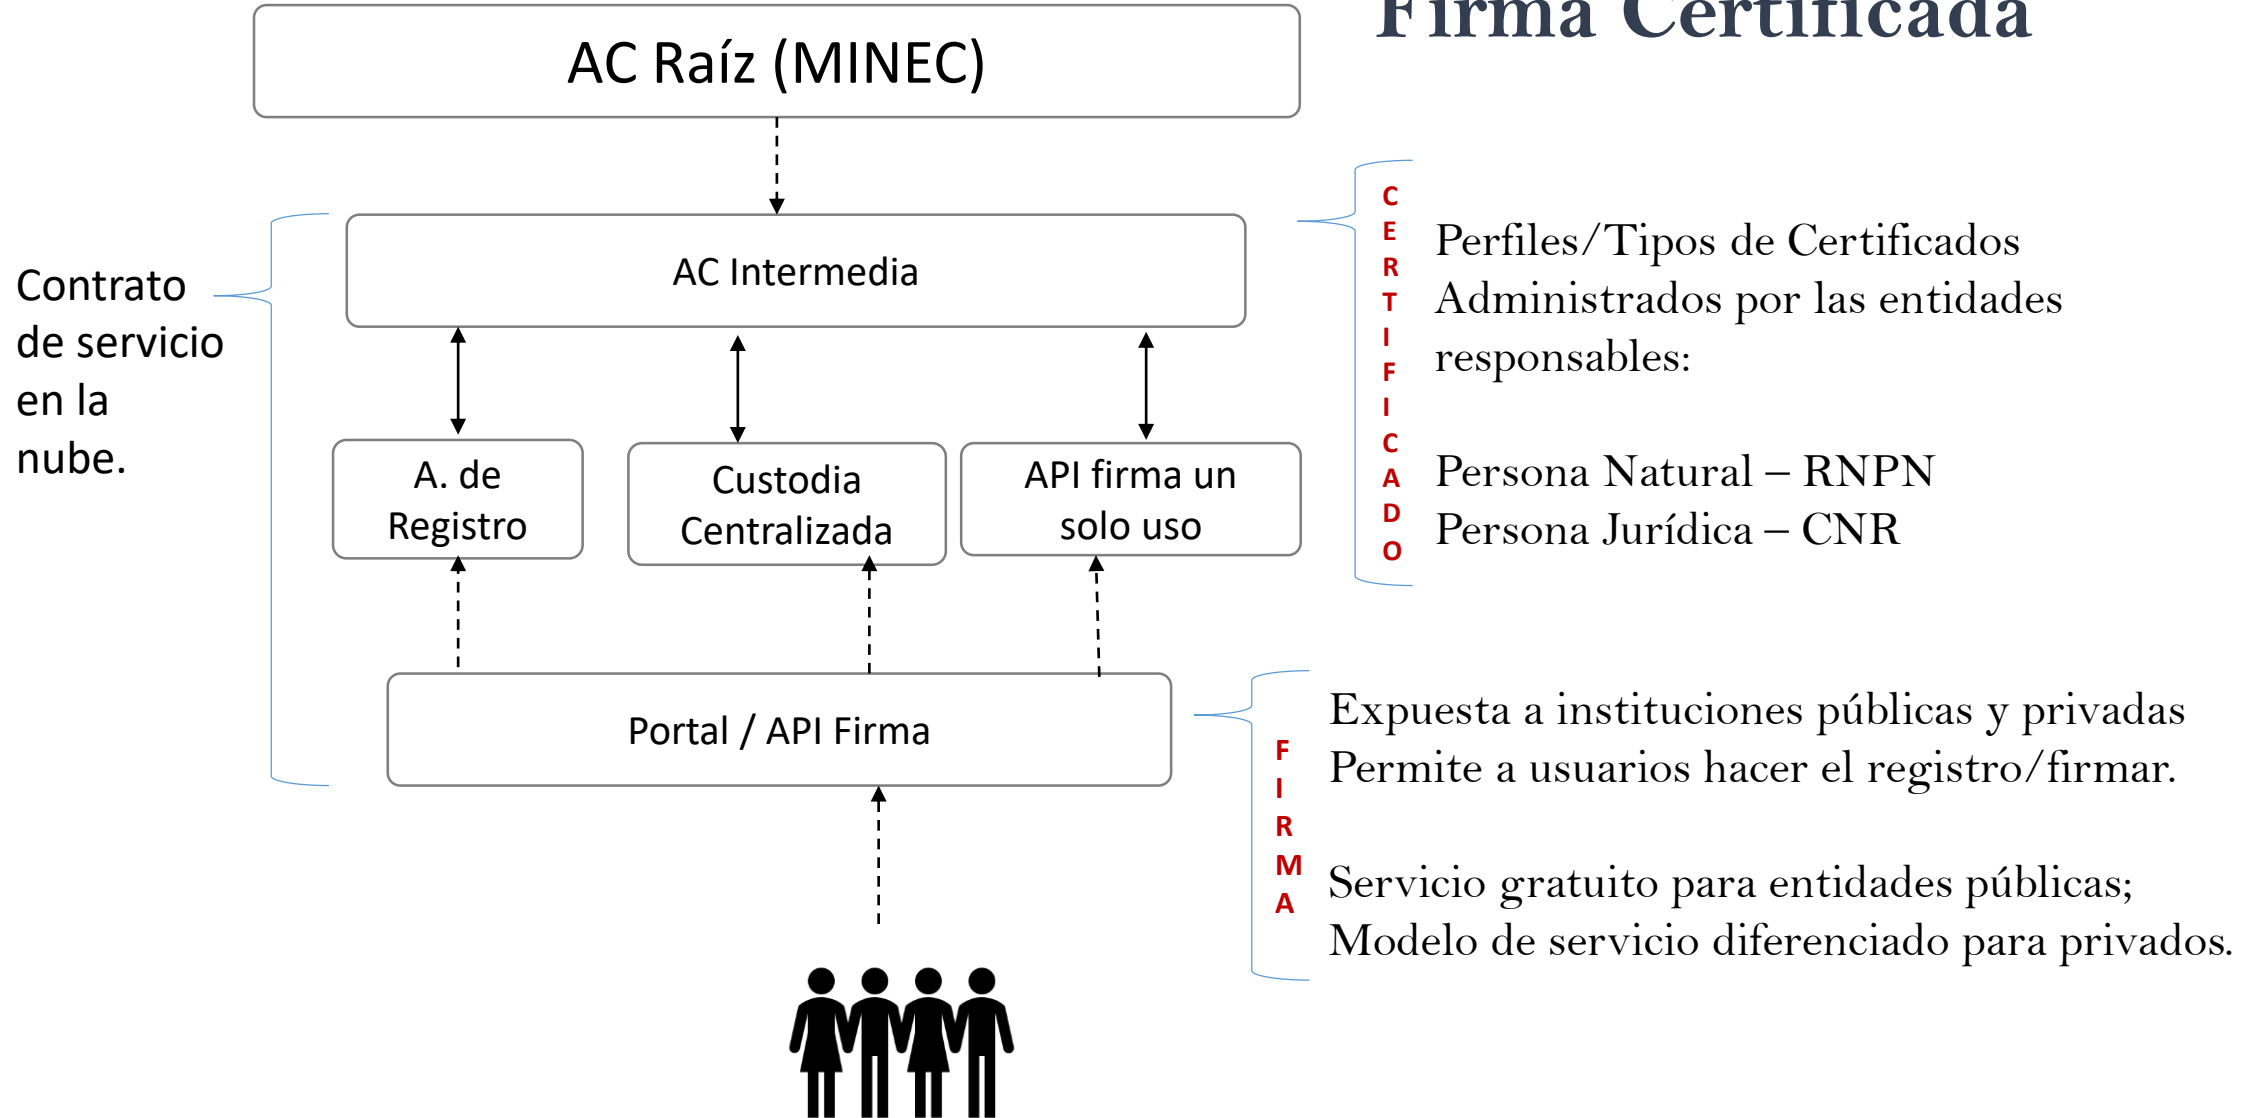 Firma Certificada
AC Raíz (MINEC)
Contrato
de servicio
en la
nube.
AC Intermedia
A. de
Registro
Custodia
Centralizada
API firma un
solo uso
Portal / API Firma
C
E
R
T
I
F
I
C
A
D
O
Perfiles/Tipos de Certificados
Administrados por las entidades
responsables:
Persona Natural – RNPN
Persona Jurídica – CNR
F
I
R
M
A
Expuesta a instituciones públicas y privadas
Permite a usuarios hacer el registro/firmar.
Servicio gratuito para entidades públicas;
Modelo de servicio diferenciado para privados.